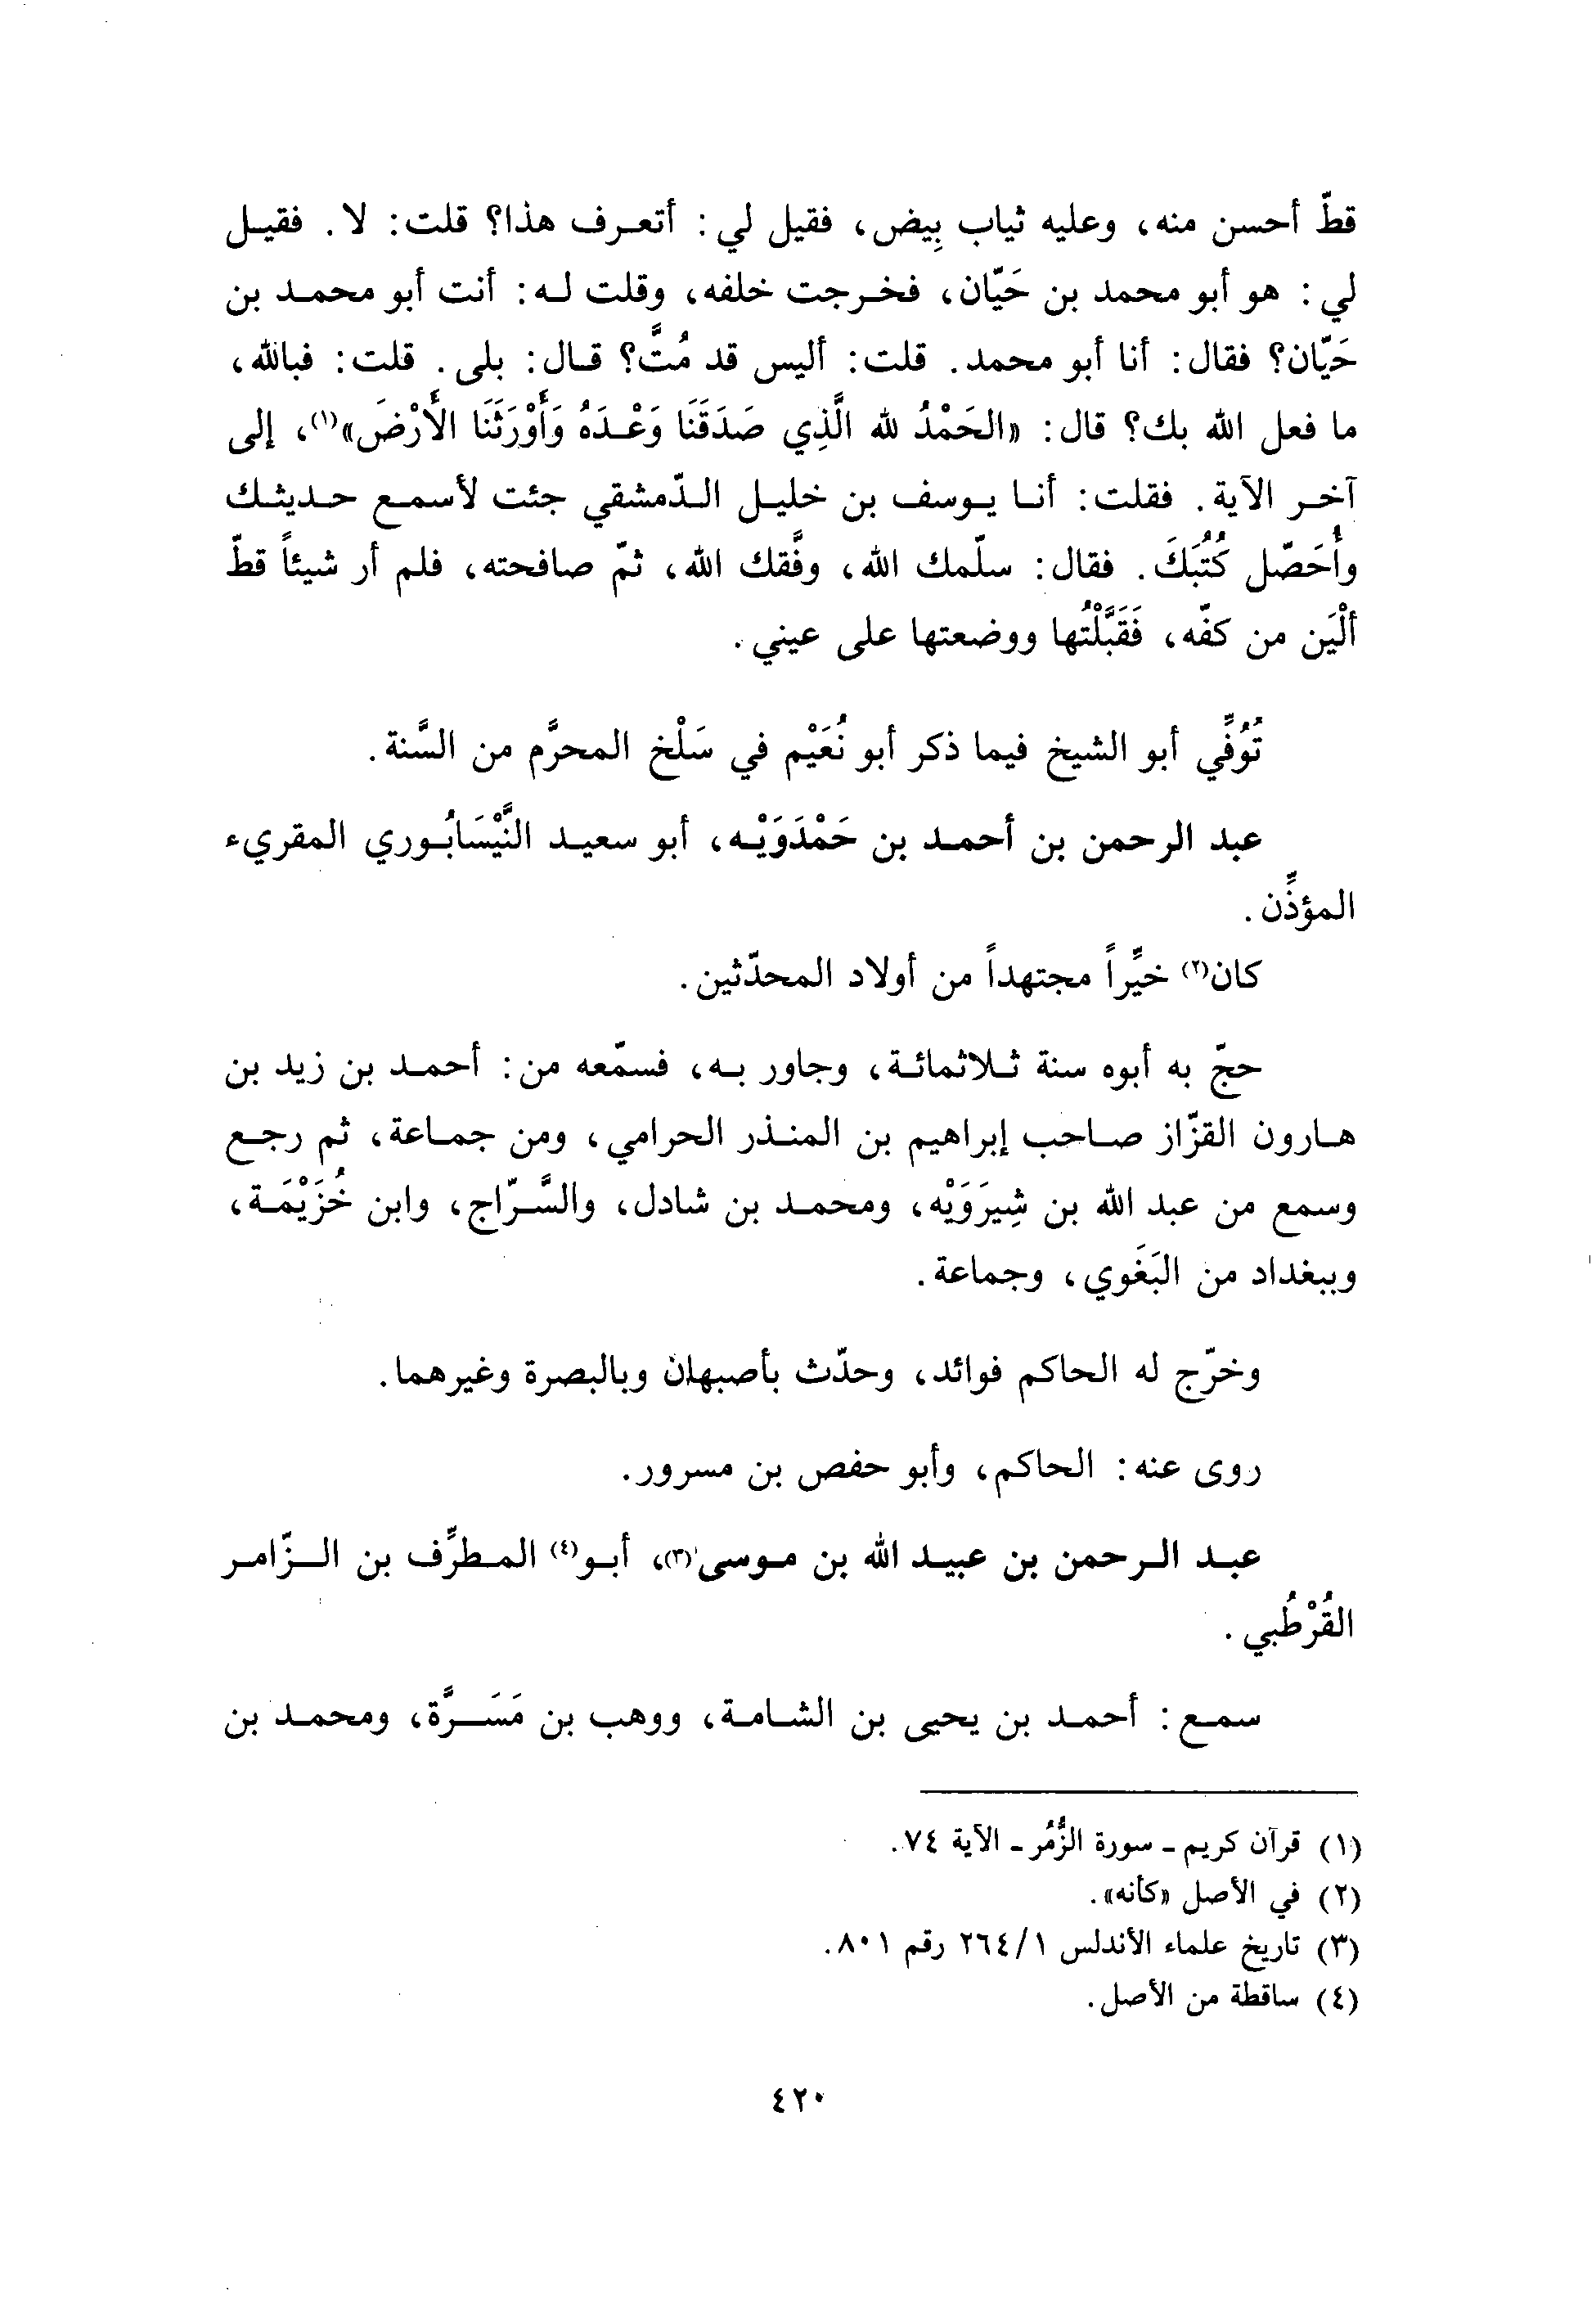 قطّ أحسن منه، وعليه ثياب بِيض، فقيل لي: أتعرف هذا؟ قلت: لا. فقيل
لي: هو أبو محمد بن حَيّان، فخرجت خلفه، وقلت له: أنت أبو محمد بن
حَيّان؟ فقال: أنا أبو محمد. قلت: أليس قد مُتَّ؟ قال: بلى. قلت: فبالله،
ما فعل الله بك؟ قال: «الحَمْدُ لله الَّذِي صَدَقَنَا وَعْدَهُ وَأَوْرَثَنَا الأَرْضَ»(١)، إلى
آخر الآية. فقلت: أنا يوسف بن خليل الدّمشقي جئت لأسمع حديثك
وأُحَصّل كُتُبَكَ. فقال: سلّمك الله، وفَّقك الله، ثمّ صافحته، فلم أر شيئاً قطّ
ألْيَن من كفّه، فَقَبَّلْتُها ووضعتها على عيني.
تُوُفِّي أبو الشيخ فيما ذكر أبو نُعَيْم في سَلْخ المحرَّم من السَّنة.
عبد الرحمن بن أحمد بن حَمْدَوَيْه، أبو سعيد النَّيْسَابُوري المقريء
المؤذِّن.
كان(٢) خيِّراً مجتهداً من أولاد المحدّثين.
حجّ به أبوه سنة ثلاثمائة، وجاور به، فسمّعه من: أحمد بن زيد بن
هارون القزّاز صاحب إبراهيم بن المنذر الحرامي، ومن جماعة، ثم رجع
وسمع من عبد الله بن شِيرَوَيْه، ومحمد بن شادل، والسَّرّاج، وابن خُزَيْمَة،
وببغداد من البَغَوي، وجماعة.
وخرّج له الحاكم فوائد، وحدّث بأصبهان وبالبصرة وغيرهما.
روى عنه: الحاكم، وأبو حفص بن مسرور.
عبد الرحمن بن عبيد الله بن موسى(٣)، أبو(٤) المطرِّف بن الزّامر
القُرْطُبي.
سمع: أحمد بن يحيى بن الشامة، ووهب بن مَسَرَّة، ومحمد بن
(١) قرآن كريم - سورة الزُّمُر - الآية ٧٤.
(٢) في الأصل «كأنه».
(٣) تاريخ علماء الأندلس ٢٦٤/١ رقم ٨٠١.
(٤) ساقطة من الأصل.
٤٢٠